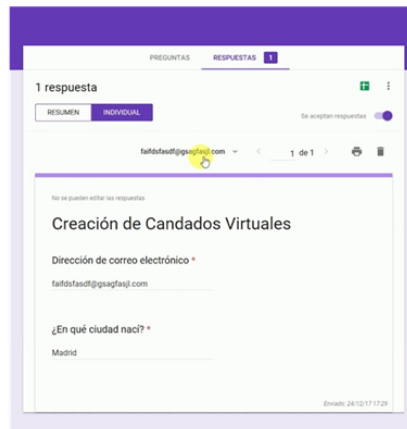 PREGUNTAS RESPUESTAS 1
1 respuesta
RESUMEN INDIVIDUAL
Se aceptan respuestas
faifdsfasdf@gsagfasjl.com 1 de 1
No se pueden editar las respuestas
Creación de Candados Virtuales
Dirección de correo electrónico *
faifdsfasdf@gsagfasjl.com
¿En qué ciudad nací? *
Madrid
Enviado: 24/12/17 17:29